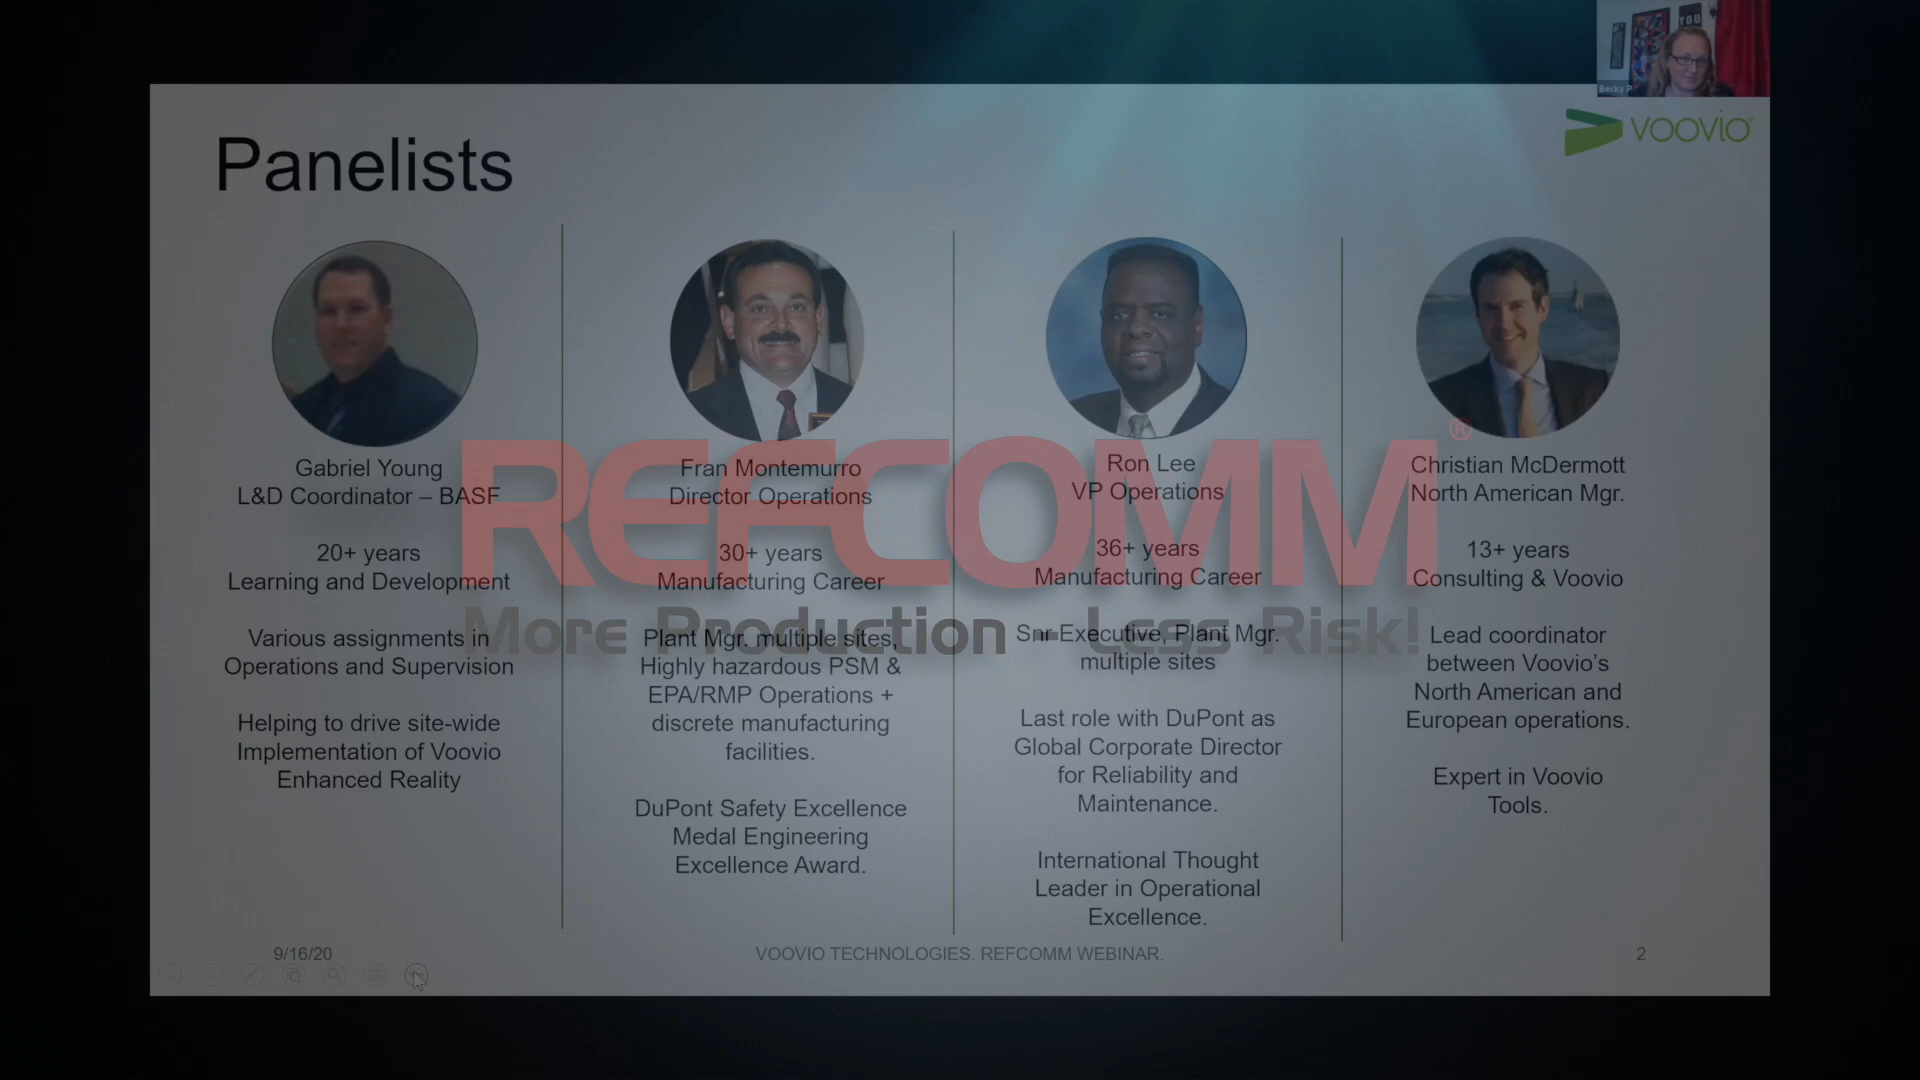 YOU
Becky P
VOOVIO
Panelists
Gabriel Young
L&D Coordinator – BASF
20+ years
Learning and Development
Various assignments in
Operations and Supervision
Helping to drive site-wide
Implementation of Voovio
Enhanced Reality
Fran Montemurro
Director Operations
30+ years
Manufacturing Career
Plant Mgr. multiple sites,
Highly hazardous PSM &
EPA/RMP Operations +
discrete manufacturing
facilities.
DuPont Safety Excellence
Medal Engineering
Excellence Award.
Ron Lee
VP Operations
36+ years
Manufacturing Career
Snr Executive, Plant Mgr.
multiple sites
Last role with DuPont as
Global Corporate Director
for Reliability and
Maintenance.
International Thought
Leader in Operational
Excellence.
Christian McDermott
North American Mgr.
13+ years
Consulting & Voovio
Lead coordinator
between Voovio’s
North American and
European operations.
Expert in Voovio
Tools.
REFCOMM®
More Production - Less Risk!
9/16/20
VOOVIO TECHNOLOGIES. REFCOMM WEBINAR.
2